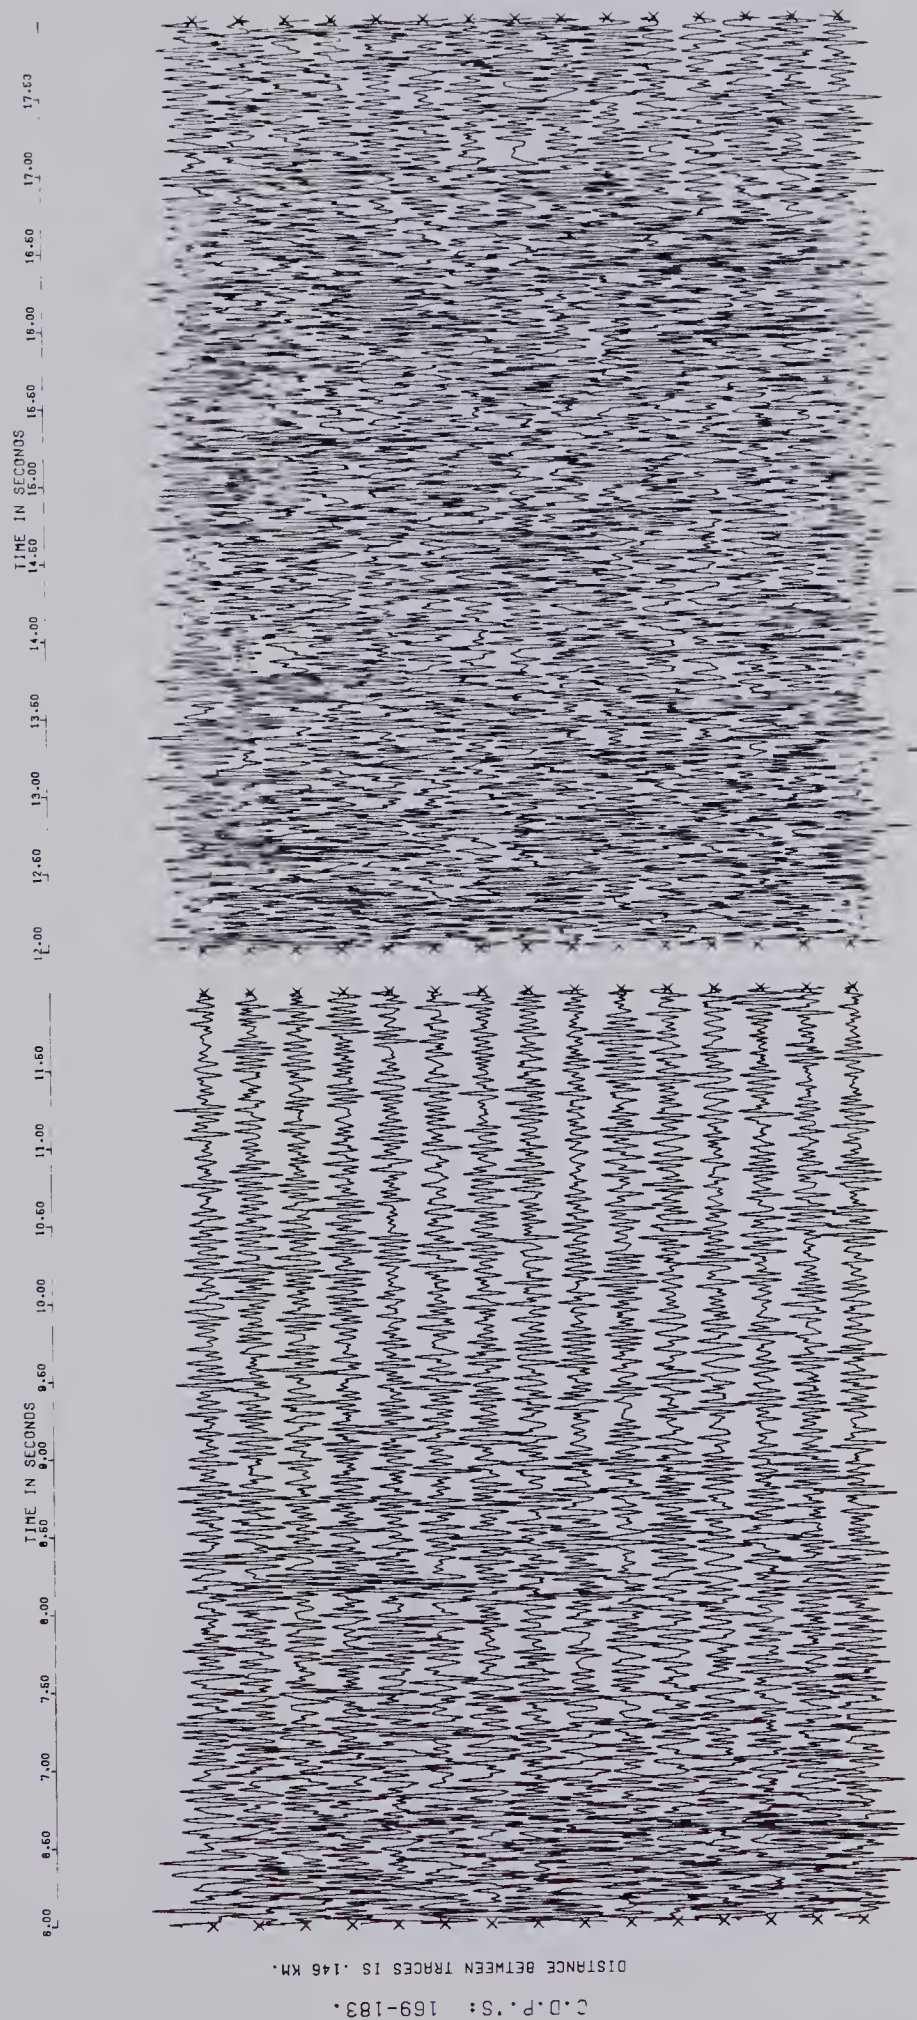 C.D.P.'S: 169-183.
DISTANCE BETWEEN TRACES IS .146 KM.
TIME IN SECONDS
6.00 6.50 7.00 7.50 8.00 8.50 9.00 9.50 10.00 10.50 11.00 11.50
TIME IN SECONDS
12.00 12.50 13.00 13.50 14.00 14.50 15.00 15.50 16.00 16.50 17.00 17.50